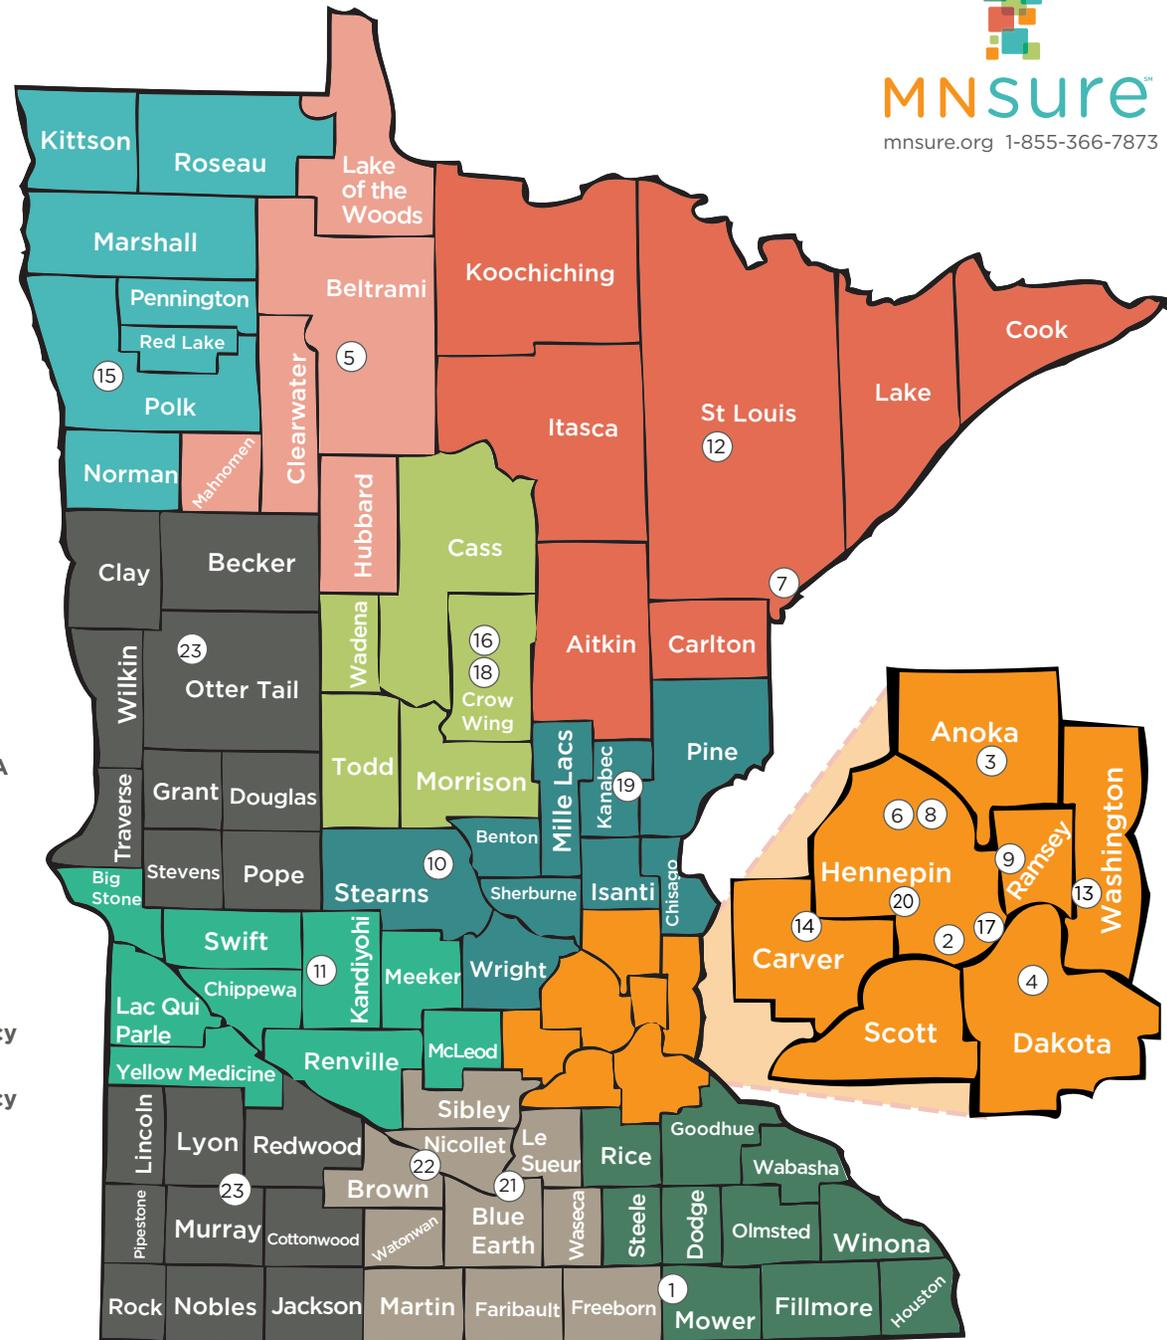 MNsure℠
mnsure.org 1-855-366-7873
Kittson
Roseau
Lake
of the
Woods
Marshall
Koochiching
Beltrami
Pennington
Cook
Red Lake
5
15
Polk
Clearwater
Lake
St Louis
12
Itasca
Norman
Mahnomen
Hubbard
Cass
Clay
Becker
7
Wadena
16
18
Crow
Wing
Aitkin
Carlton
23
Otter Tail
Wilkin
A
Todd
Morrison
Mille Lacs
Kanabec
19
Pine
Anoka
3
Grant
Douglas
Traverse
Washington
6
8
Benton
Stevens
Pope
10
Stearns
Sherburne
Isanti
Chisago
Hennepin
9
Ramsey
13
20
Big
Stone
14
17
2
Carver
Swift
Kandiyohi
11
Meeker
Wright
Chippewa
4
Lac Qui
Parle
cy
Scott
Dakota
Renville
McLeod
Yellow Medicine
cy
Sibley
Lincoln
Lyon
Redwood
Nicollet
Le
Sueur
Rice
Goodhue
Wabasha
22
23
Brown
21
Pipestone
Murray
Cottonwood
Watonwan
Blue
Earth
Waseca
Steele
Dodge
Olmsted
Winona
Rock
Nobles
Jackson
Martin
Faribault
Freeborn
1
Mower
Fillmore
Houston